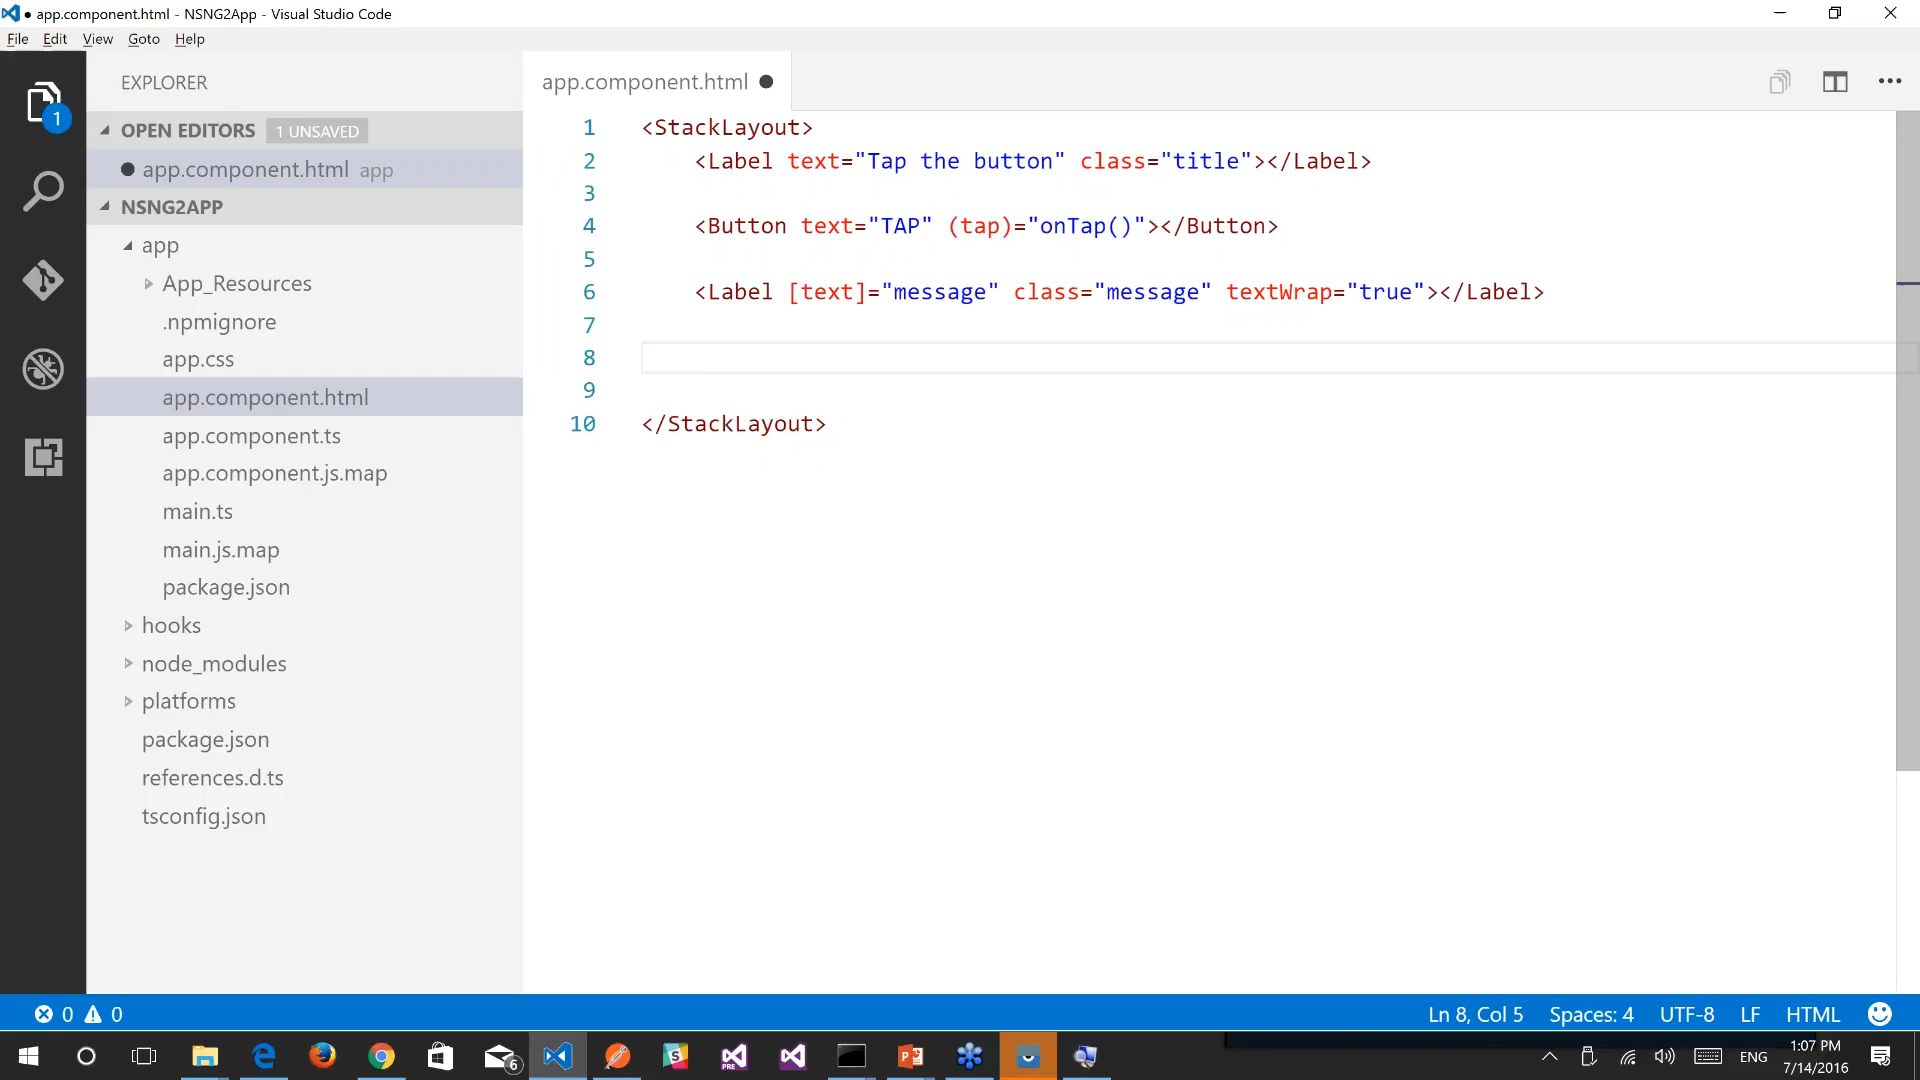 app.component.html - NSNG2App - Visual Studio Code
File Edit View Goto Help
EXPLORER
app.component.html
1
OPEN EDITORS 1 UNSAVED
app.component.html app
NSNG2APP
app
App_Resources
.npmignore
app.css
app.component.html
app.component.ts
app.component.js.map
main.ts
main.js.map
package.json
hooks
node_modules
platforms
package.json
references.d.ts
tsconfig.json
1 <StackLayout>
2 <Label text="Tap the button" class="title"></Label>
3
4 <Button text="TAP" (tap)="onTap()"></Button>
5
6 <Label [text]="message" class="message" textWrap="true"></Label>
7
8
9
10 </StackLayout>
0 0
Ln 8, Col 5 Spaces: 4 UTF-8 LF HTML
6
PRE
ENG
1:07 PM
7/14/2016